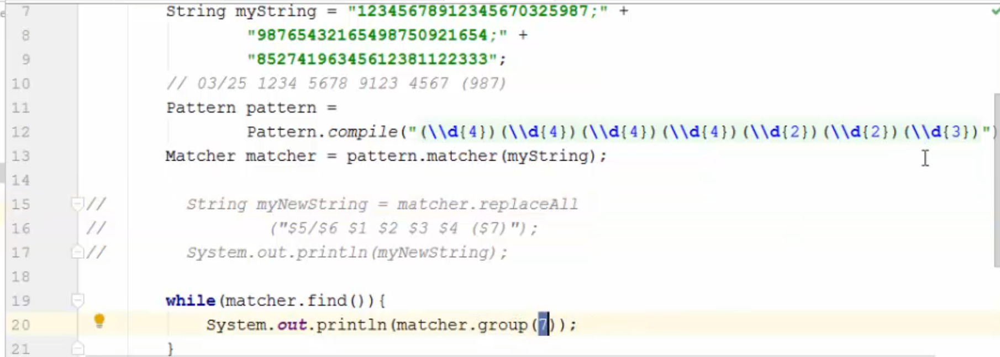 7 String myString = "12345678912345670325987;" +
8 "98765432165498750921654;" +
9 "85274196345612381122333";
10 // 03/25 1234 5678 9123 4567 (987)
11 Pattern pattern =
12 Pattern.compile("(\\d{4})(\\d{4})(\\d{4})(\\d{4})(\\d{2})(\\d{2})(\\d{3})")
13 Matcher matcher = pattern.matcher(myString);
14
15 // String myNewString = matcher.replaceAll
16 // ("$5/$6 $1 $2 $3 $4 ($7)");
17 // System.out.println(myNewString);
18
19 while(matcher.find()){
20 System.out.println(matcher.group(7));
21 }